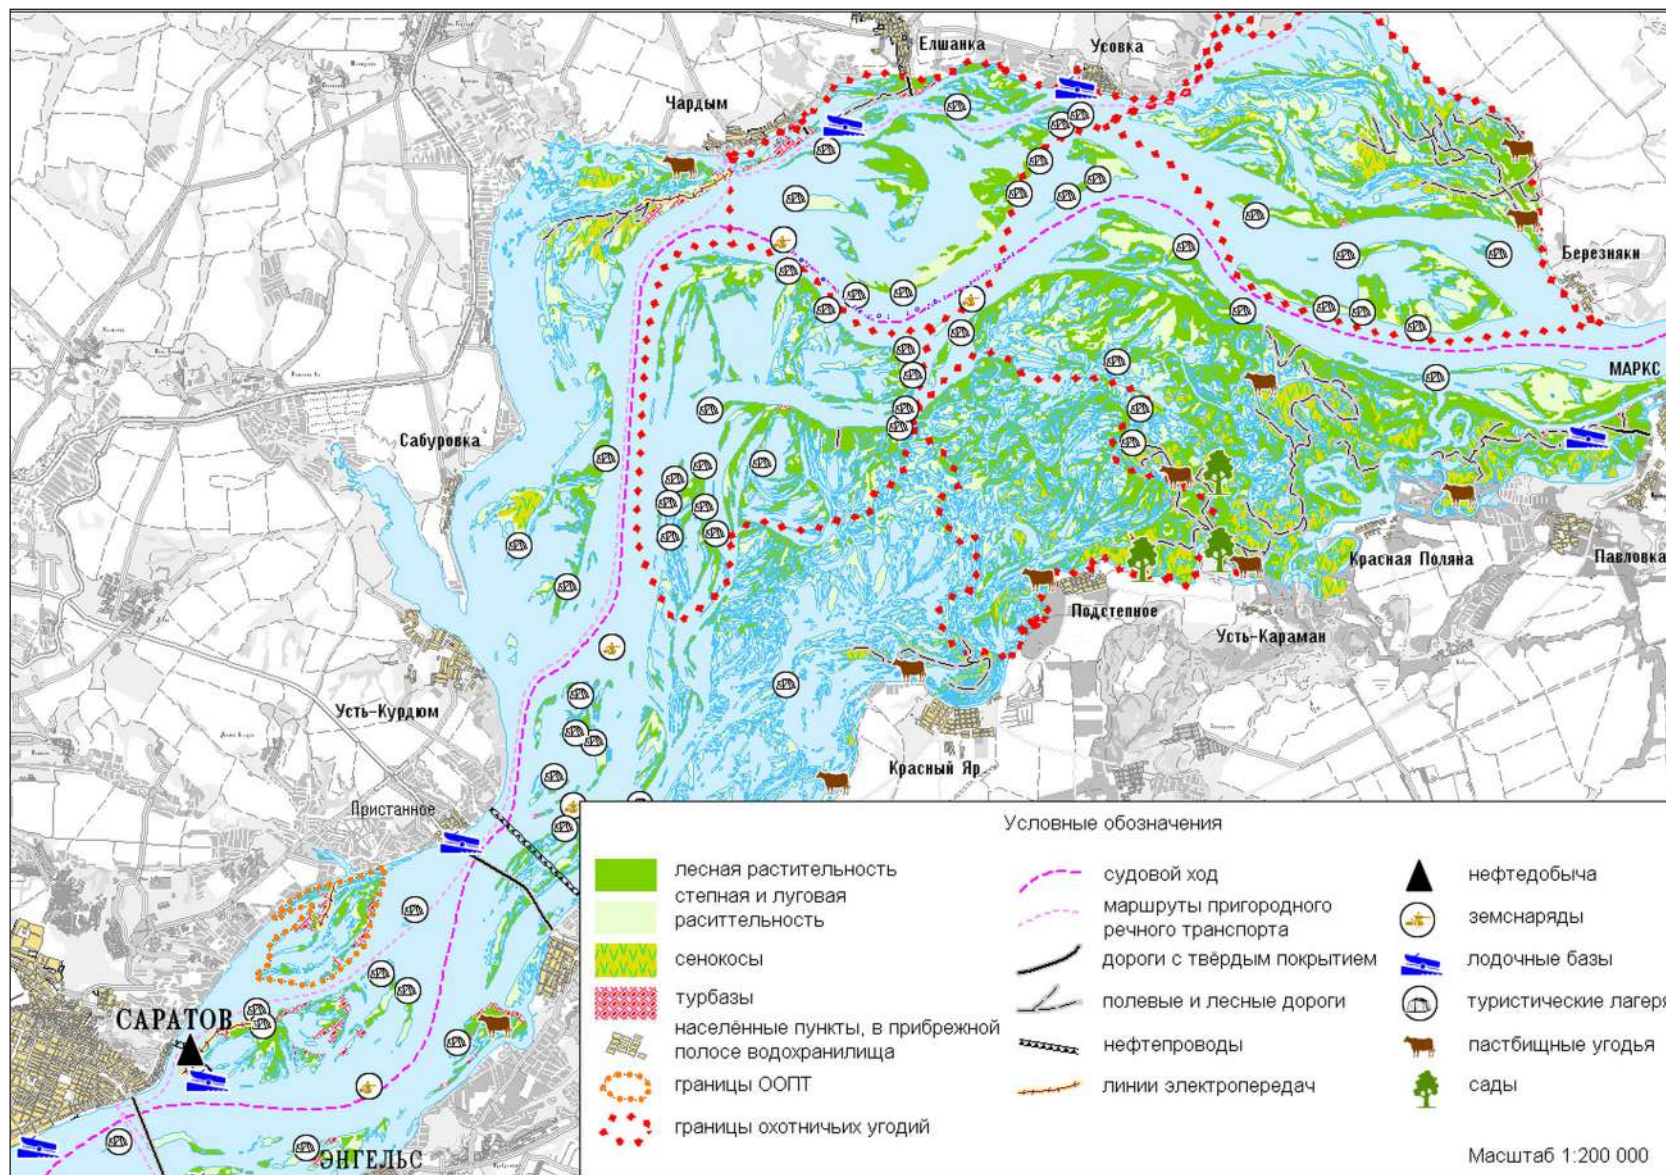 Елшанка
Усовка
Чардым
Березняки
МАРКС
Сабуровка
Красная Поляна
Павловка
Подстепное
Усть-Караман
Усть-Курдюм
Красный Яр
Пристанное
САРАТОВ
ЭНГЕЛЬС
Условные обозначения
лесная растительность
степная и луговая
раситтельность
сенокосы
турбазы
населённые пункты, в прибрежной
полосе водохранилища
границы ООПТ
границы охотничьих угодий
судовой ход
маршруты пригородного
речного транспорта
дороги с твёрдым покрытием
полевые и лесные дороги
нефтепроводы
линии электропередач
нефтедобыча
земснаряды
лодочные базы
туристические лагеря
пастбищные угодья
сады
Масштаб 1:200 000